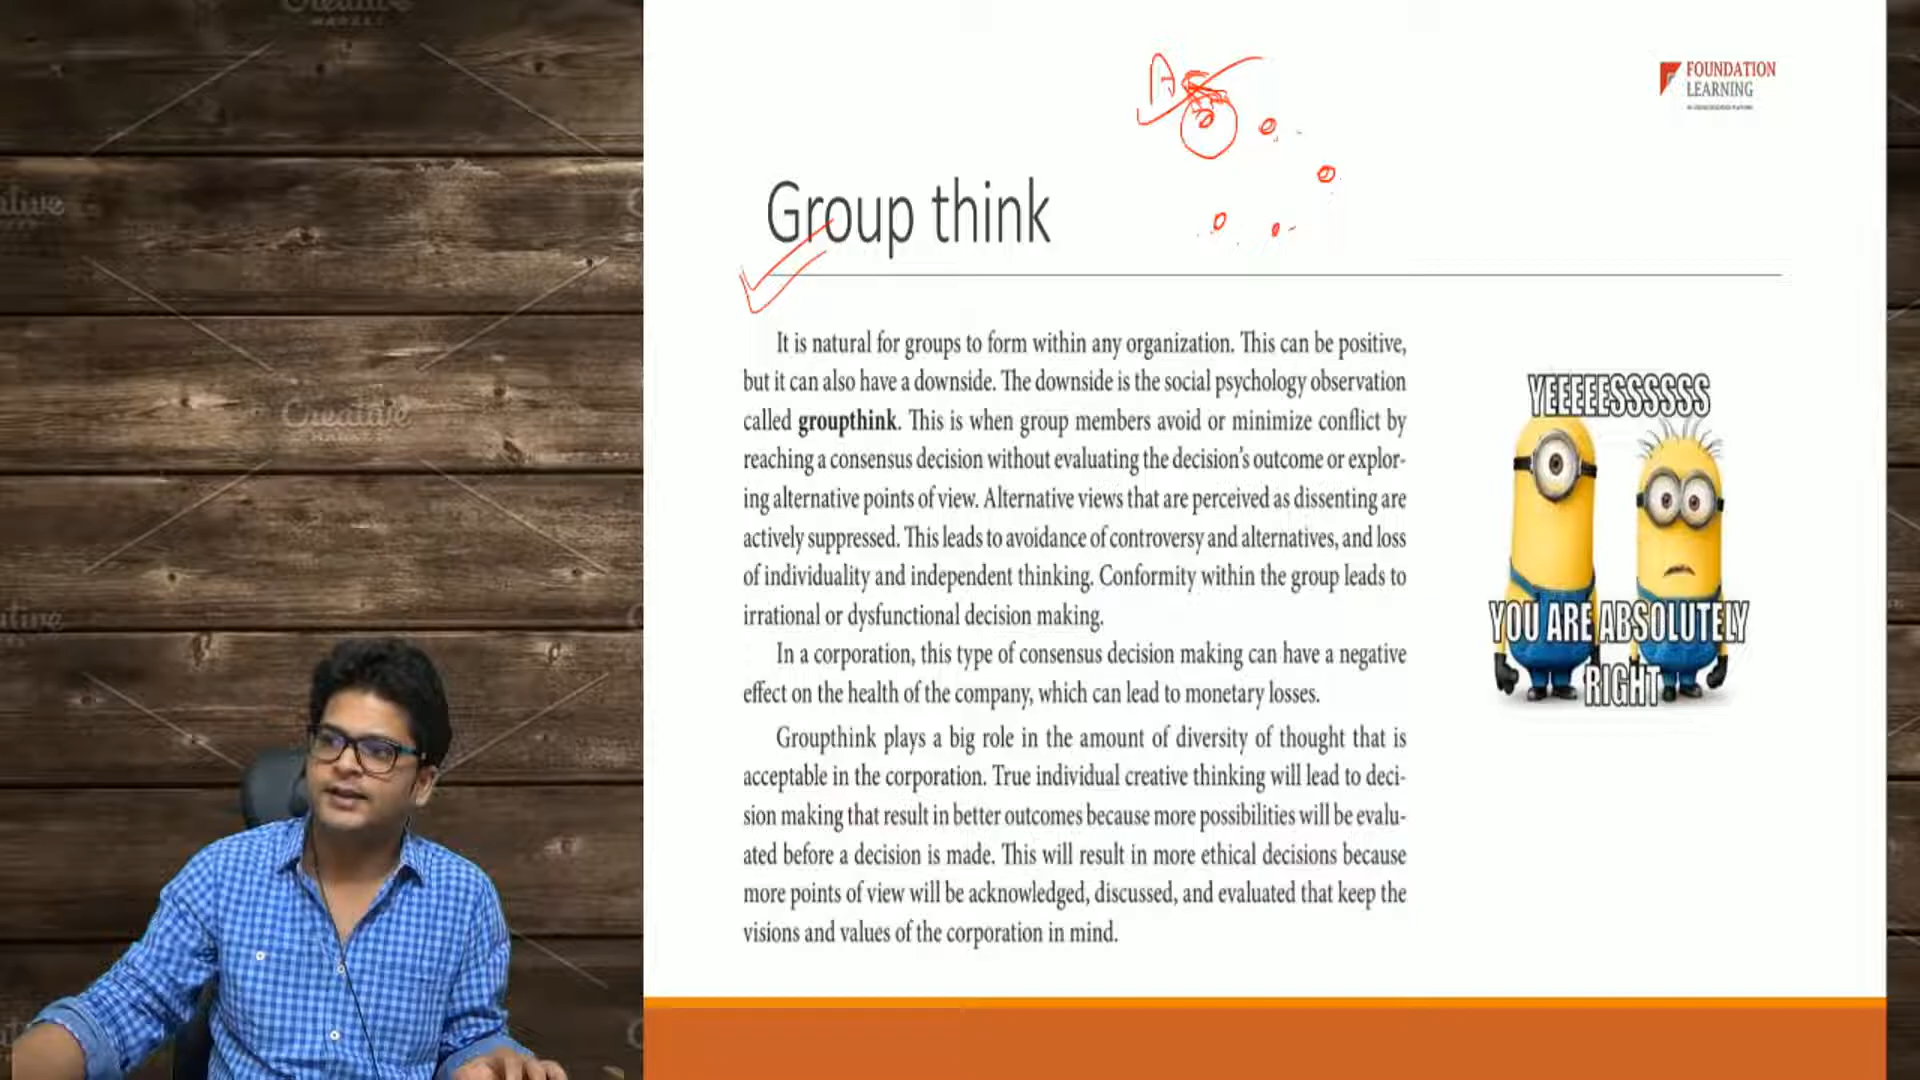 Creative
MARKET
FOUNDATION
LEARNING
A
Group think
It is natural for groups to form within any organization. This can be positive,
but it can also have a downside. The downside is the social psychology observation
called groupthink. This is when group members avoid or minimize conflict by
reaching a consensus decision without evaluating the decision's outcome or explor-
ing alternative points of view. Alternative views that are perceived as dissenting are
actively suppressed. This leads to avoidance of controversy and alternatives, and loss
of individuality and independent thinking. Conformity within the group leads to
irrational or dysfunctional decision making.
In a corporation, this type of consensus decision making can have a negative
effect on the health of the company, which can lead to monetary losses.
Groupthink plays a big role in the amount of diversity of thought that is
acceptable in the corporation. True individual creative thinking will lead to deci-
sion making that result in better outcomes because more possibilities will be evalu-
ated before a decision is made. This will result in more ethical decisions because
more points of view will be acknowledged, discussed, and evaluated that keep the
visions and values of the corporation in mind.
YEEEEESSSSSS
YOU ARE ABSOLUTELY
RIGHT
Creative
MARKET